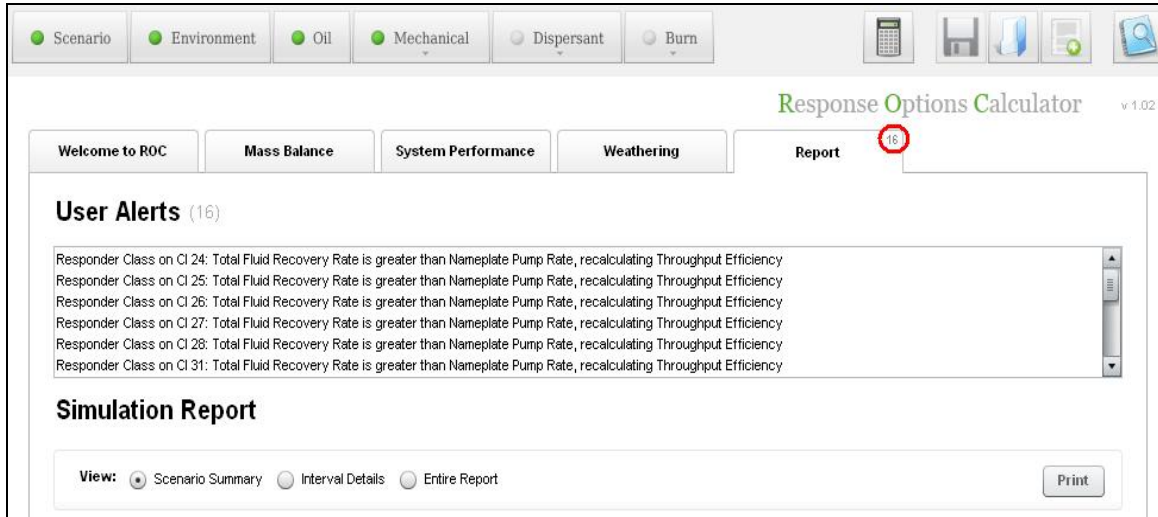 Scenario Environment Oil Mechanical Dispersant Burn
Response Options Calculator v 1.02
Welcome to ROC Mass Balance System Performance Weathering Report 16
User Alerts (16)
Responder Class on CI 24: Total Fluid Recovery Rate is greater than Nameplate Pump Rate, recalculating Throughput Efficiency
Responder Class on CI 25: Total Fluid Recovery Rate is greater than Nameplate Pump Rate, recalculating Throughput Efficiency
Responder Class on CI 26: Total Fluid Recovery Rate is greater than Nameplate Pump Rate, recalculating Throughput Efficiency
Responder Class on CI 27: Total Fluid Recovery Rate is greater than Nameplate Pump Rate, recalculating Throughput Efficiency
Responder Class on CI 28: Total Fluid Recovery Rate is greater than Nameplate Pump Rate, recalculating Throughput Efficiency
Responder Class on CI 31: Total Fluid Recovery Rate is greater than Nameplate Pump Rate, recalculating Throughput Efficiency
Simulation Report
View: Scenario Summary Interval Details Entire Report Print